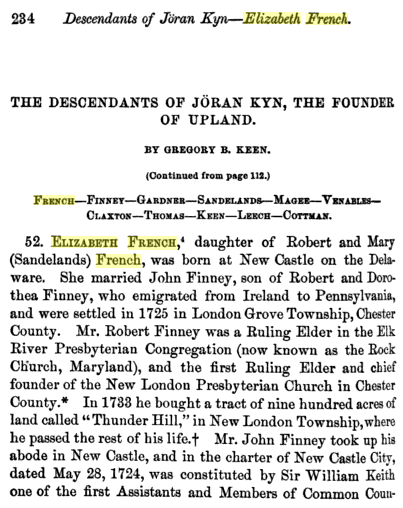 234 Descendants of Jöran Kyn—Elizabeth French.
THE DESCENDANTS OF JÖRAN KYN, THE FOUNDER
OF UPLAND.
BY GREGORY B. KEEN.
(Continued from page 112.)
FRENCH—FINNEY—GARDNER—SANDELANDS—MAGEE—VENABLES—
CLAXTON—THOMAS—KEEN—LEECH—COTTMAN.
52. ELIZABETH FRENCH,⁴ daughter of Robert and Mary
(Sandelands) French, was born at New Castle on the Dela-
ware. She married John Finney, son of Robert and Doro-
thea Finney, who emigrated from Ireland to Pennsylvania,
and were settled in 1725 in London Grove Township, Chester
County. Mr. Robert Finney was a Ruling Elder in the Elk
River Presbyterian Congregation (now known as the Rock
Church, Maryland), and the first Ruling Elder and chief
founder of the New London Presbyterian Church in Chester
County.* In 1733 he bought a tract of nine hundred acres of
land called "Thunder Hill," in New London Township, where
he passed the rest of his life.† Mr. John Finney took up his
abode in New Castle, and in the charter of New Castle City,
dated May 28, 1724, was constituted by Sir William Keith
one of the first Assistants and Members of Common Coun-